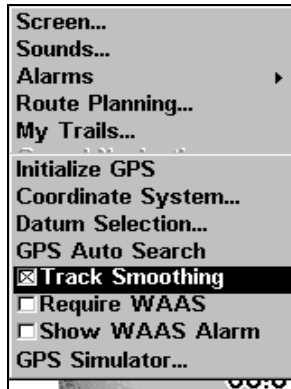 Screen...
Sounds...
Alarms
Route Planning...
My Trails...
Initialize GPS
Coordinate System...
Datum Selection...
GPS Auto Search
Track Smoothing
Require WAAS
Show WAAS Alarm
GPS Simulator...